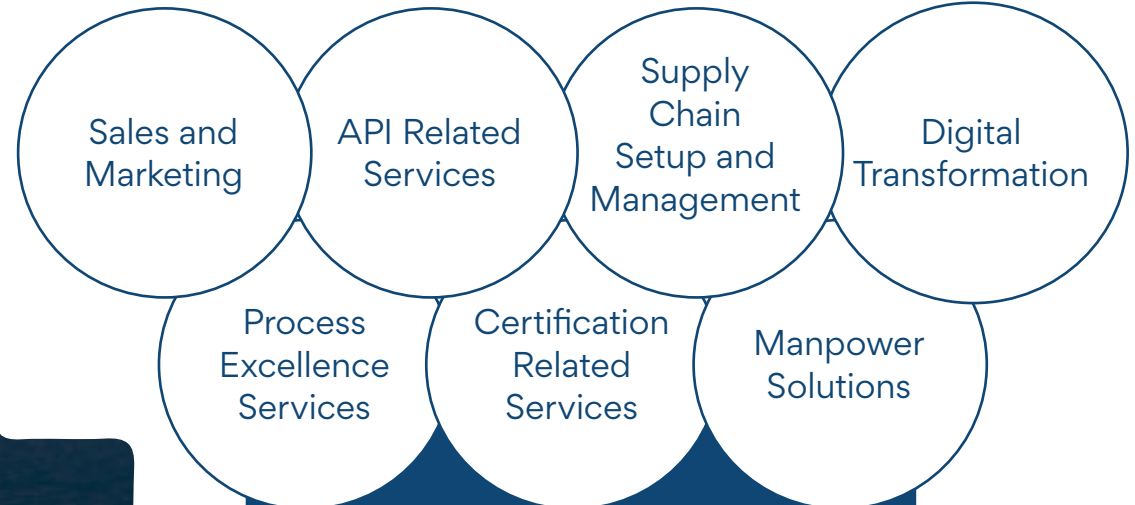 Sales and
Marketing
API Related
Services
Supply
Chain
Setup and
Management
Digital
Transformation
Process
Excellence
Services
Certification
Related
Services
Manpower
Solutions